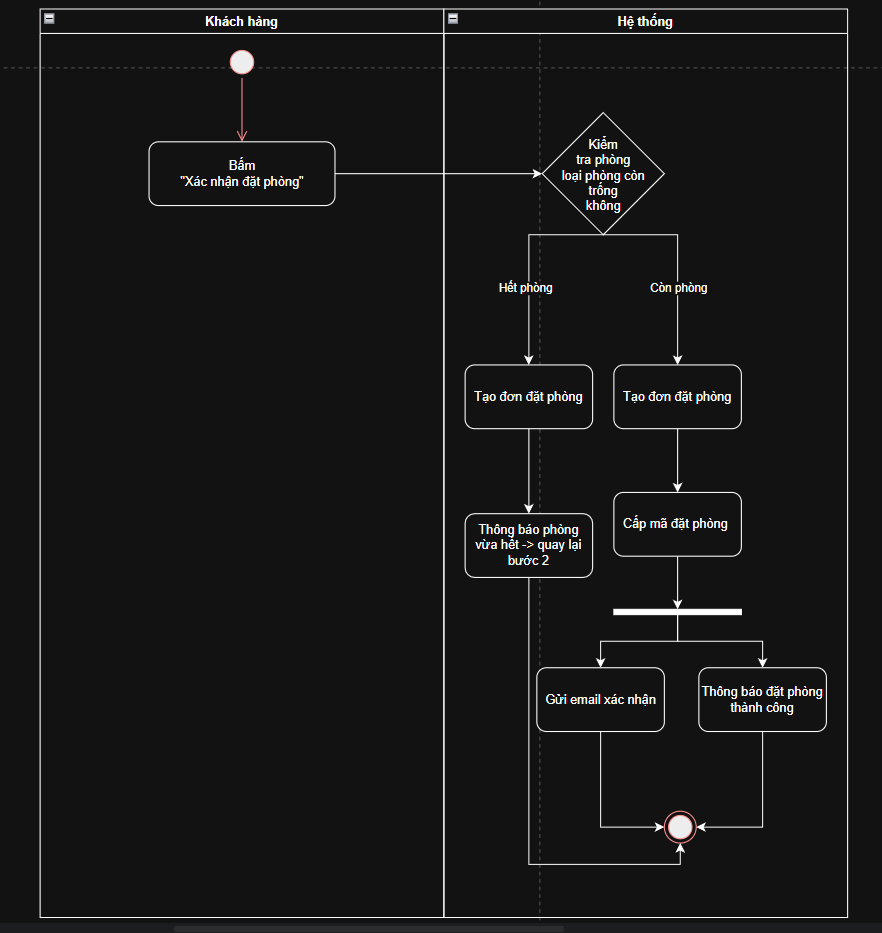 Khách hàng
Hệ thống
Bấm
"Xác nhận đặt phòng"
Kiểm
tra phòng
loại phòng còn
trống
không
Hết phòng
Còn phòng
Tạo đơn đặt phòng
Tạo đơn đặt phòng
Thông báo phòng
vừa hết -> quay lại
bước 2
Cấp mã đặt phòng
Gửi email xác nhận
Thông báo đặt phòng
thành công